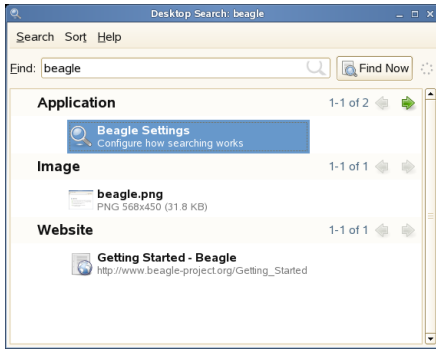 Desktop Search: beagle
Search Sort Help
Find: beagle Find Now
Application 1-1 of 2
Beagle Settings
Configure how searching works
Image 1-1 of 1
beagle.png
PNG 568x450 (31.8 KB)
Website 1-1 of 1
Getting Started - Beagle
http://www.beagle-project.org/Getting_Started